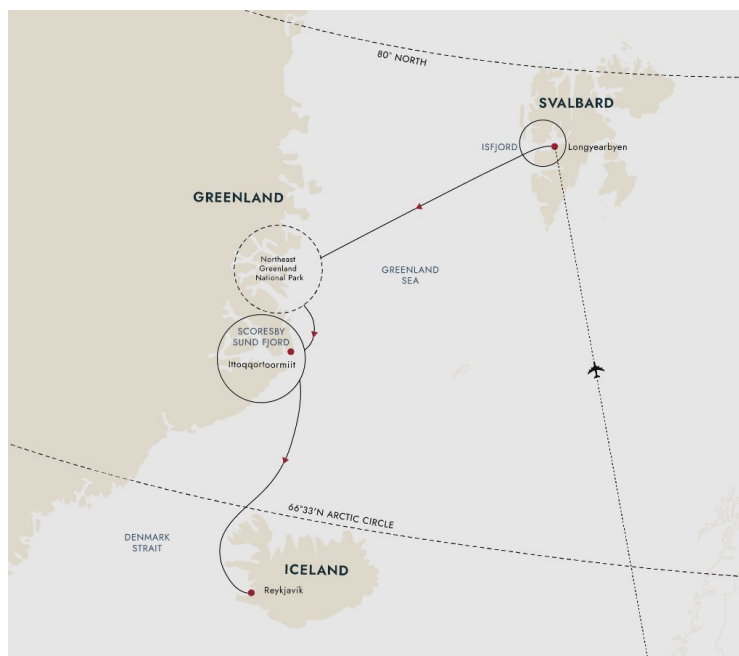 80° NORTH
SVALBARD
ISFJORD
Longyearbyen
GREENLAND
Northeast
Greenland
National Park
GREENLAND
SEA
SCORESBY
SUND FJORD
Ittoqqortoormiit
66°33'N ARCTIC CIRCLE
DENMARK
STRAIT
ICELAND
Reykjavik